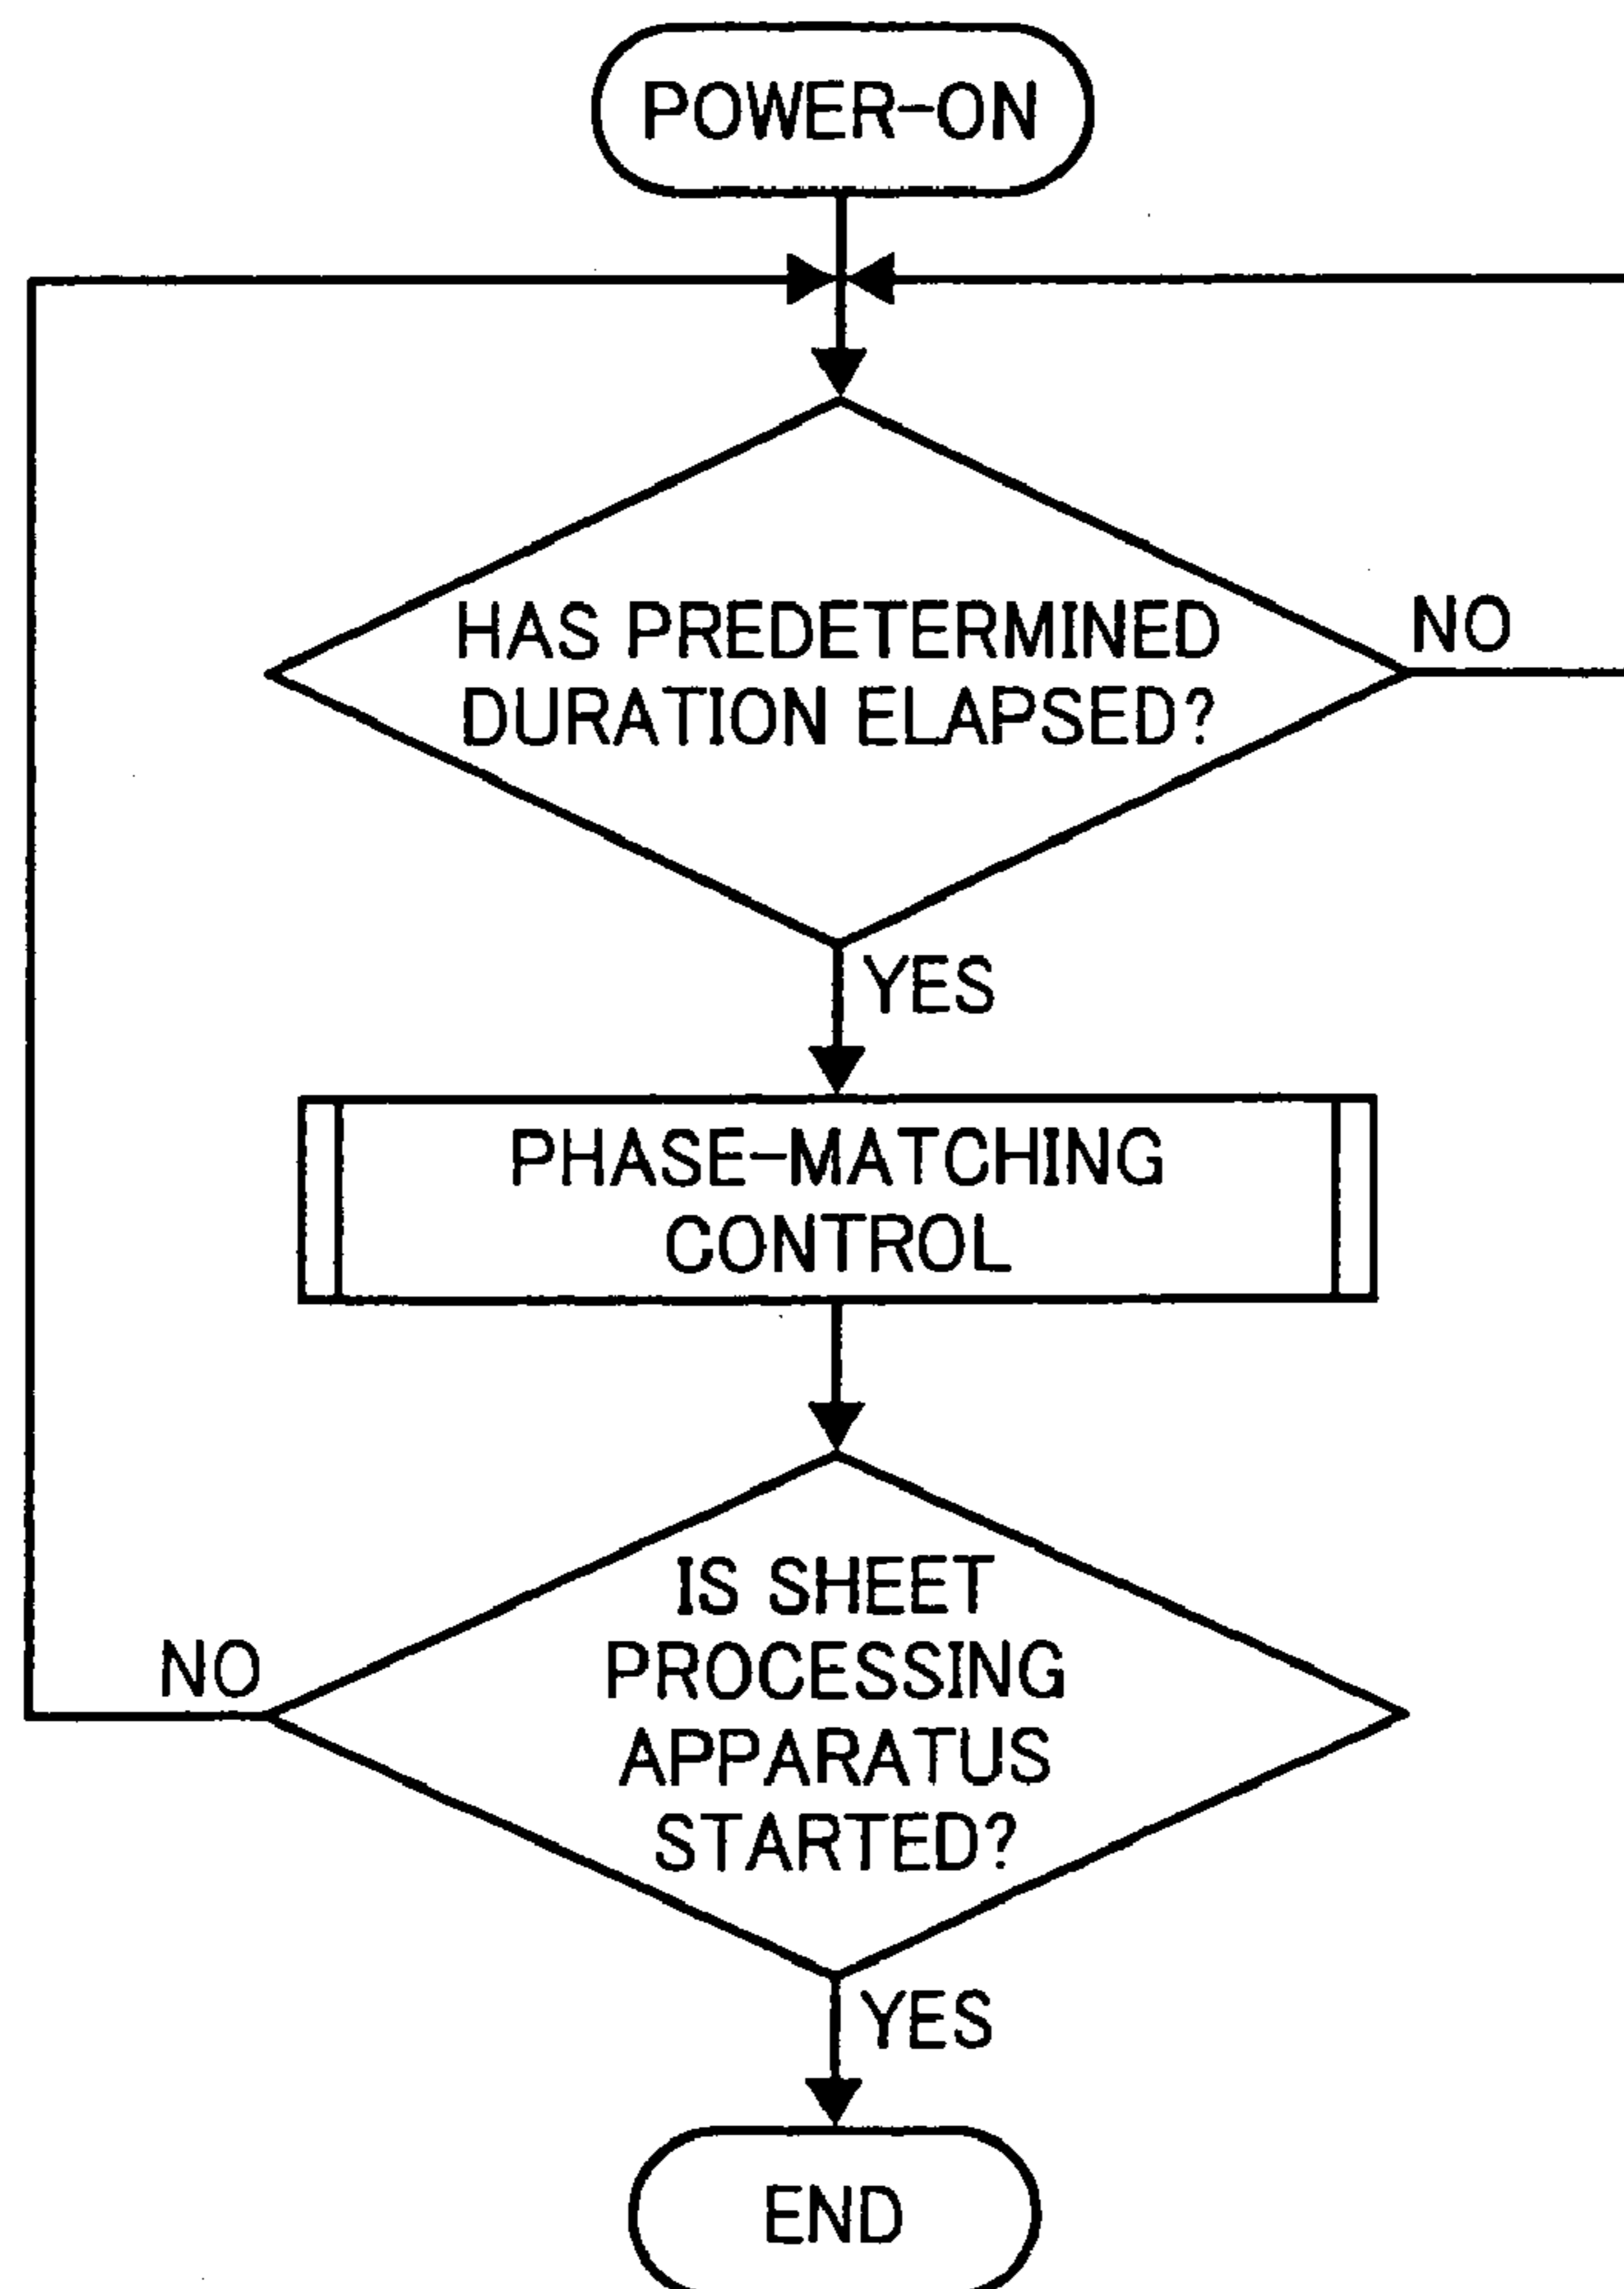 POWER-ON
HAS PREDETERMINED
DURATION ELAPSED?
NO
YES
PHASE-MATCHING
CONTROL
IS SHEET
PROCESSING
APPARATUS
STARTED?
NO
YES
END